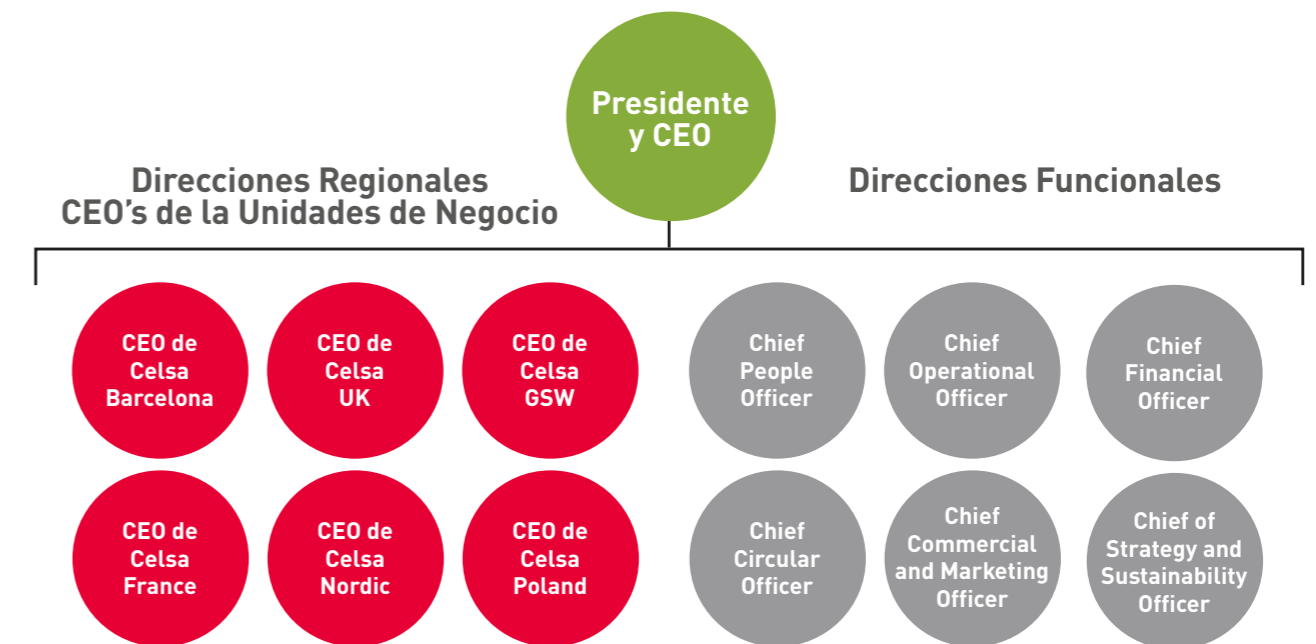 Presidente
y CEO
Direcciones Regionales
CEO’s de la Unidades de Negocio
Direcciones Funcionales
CEO de
Celsa
Barcelona
CEO de
Celsa
UK
CEO de
Celsa
GSW
Chief
People
Officer
Chief
Operational
Officer
Chief
Financial
Officer
CEO de
Celsa
France
CEO de
Celsa
Nordic
CEO de
Celsa
Poland
Chief
Circular
Officer
Chief
Commercial
and Marketing
Officer
Chief of
Strategy and
Sustainability
Officer